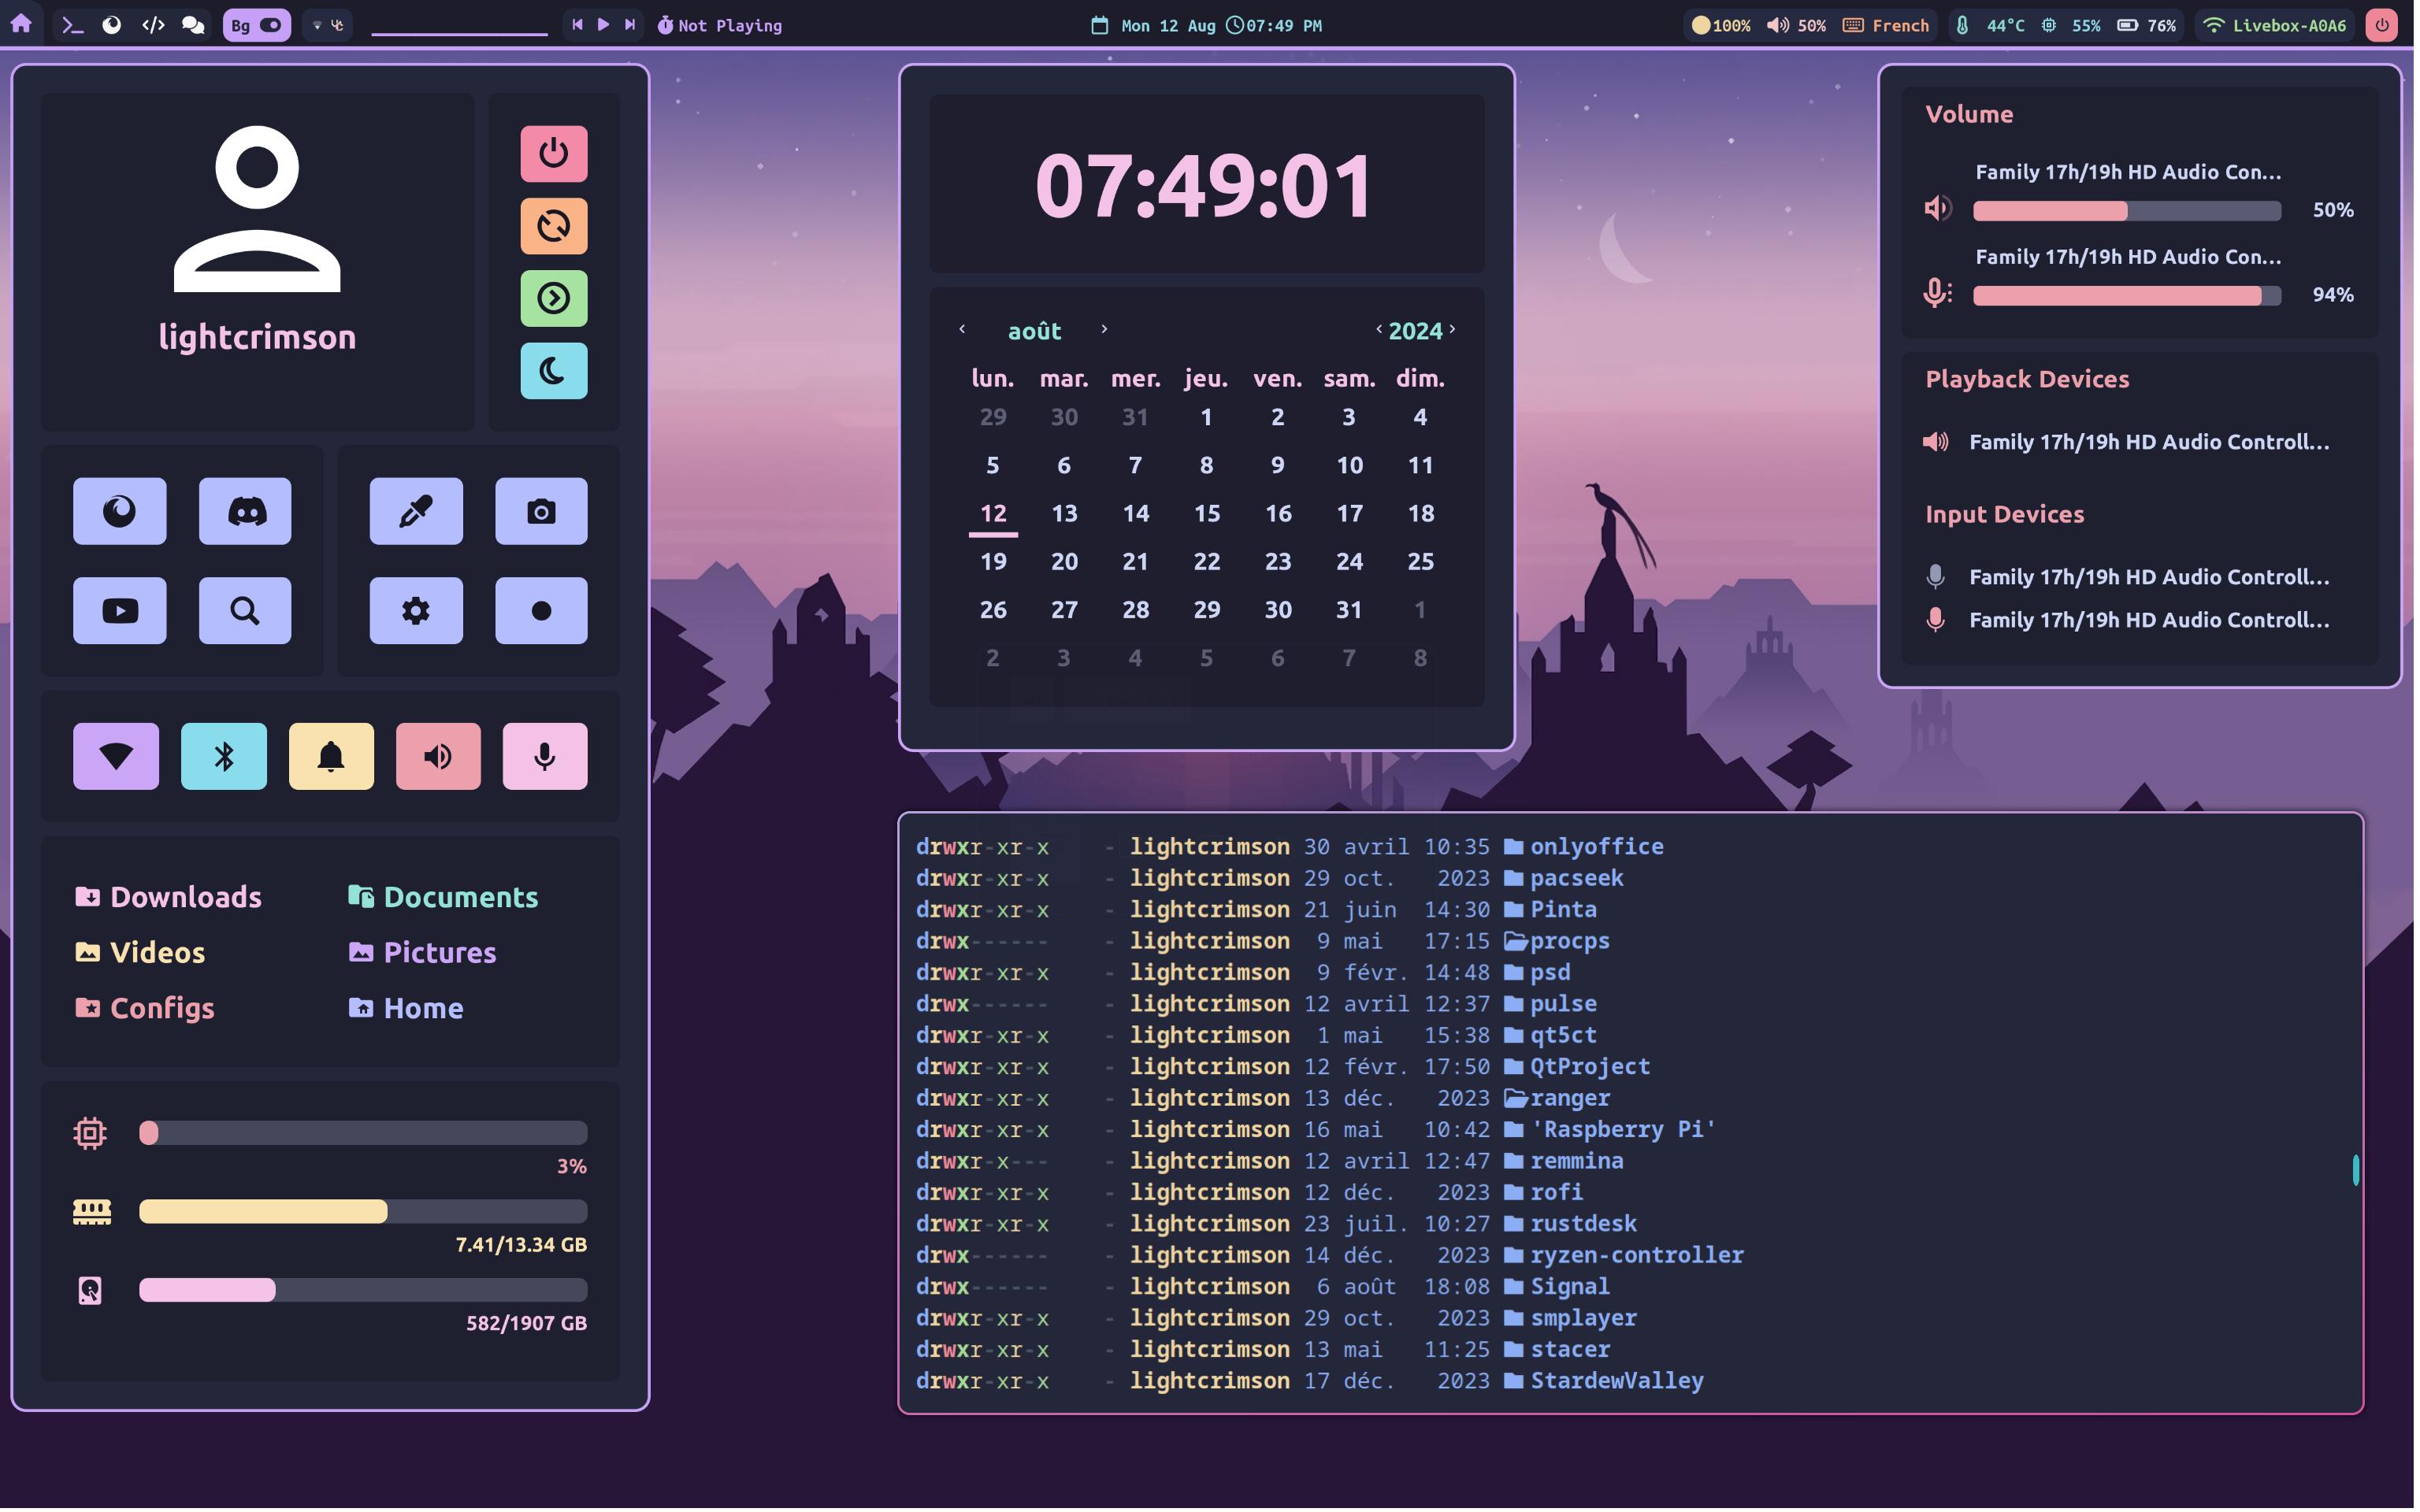 Bg Not Playing Mon 12 Aug 07:49 PM 100% 50% French 44°C 55% 76% Livebox-A0A6
lightcrimson
Downloads Documents
Videos Pictures
Configs Home
3%
7.41/13.34 GB
582/1907 GB
07:49:01
‹ août › ‹ 2024 ›
lun. mar. mer. jeu. ven. sam. dim.
29 30 31 1 2 3 4
5 6 7 8 9 10 11
12 13 14 15 16 17 18
19 20 21 22 23 24 25
26 27 28 29 30 31 1
2 3 4 5 6 7 8
Volume
Family 17h/19h HD Audio Con...
50%
Family 17h/19h HD Audio Con...
94%
Playback Devices
Family 17h/19h HD Audio Controll...
Input Devices
Family 17h/19h HD Audio Controll...
Family 17h/19h HD Audio Controll...
drwxr-xr-x - lightcrimson 30 avril 10:35 onlyoffice
drwxr-xr-x - lightcrimson 29 oct. 2023 pacseek
drwxr-xr-x - lightcrimson 21 juin 14:30 Pinta
drwx------ - lightcrimson 9 mai 17:15 procps
drwxr-xr-x - lightcrimson 9 févr. 14:48 psd
drwx------ - lightcrimson 12 avril 12:37 pulse
drwxr-xr-x - lightcrimson 1 mai 15:38 qt5ct
drwxr-xr-x - lightcrimson 12 févr. 17:50 QtProject
drwxr-xr-x - lightcrimson 13 déc. 2023 ranger
drwxr-xr-x - lightcrimson 16 mai 10:42 'Raspberry Pi'
drwxr-x--- - lightcrimson 12 avril 12:47 remmina
drwxr-xr-x - lightcrimson 12 déc. 2023 rofi
drwxr-xr-x - lightcrimson 23 juil. 10:27 rustdesk
drwx------ - lightcrimson 14 déc. 2023 ryzen-controller
drwx------ - lightcrimson 6 août 18:08 Signal
drwxr-xr-x - lightcrimson 29 oct. 2023 smplayer
drwxr-xr-x - lightcrimson 13 mai 11:25 stacer
drwxr-xr-x - lightcrimson 17 déc. 2023 StardewValley